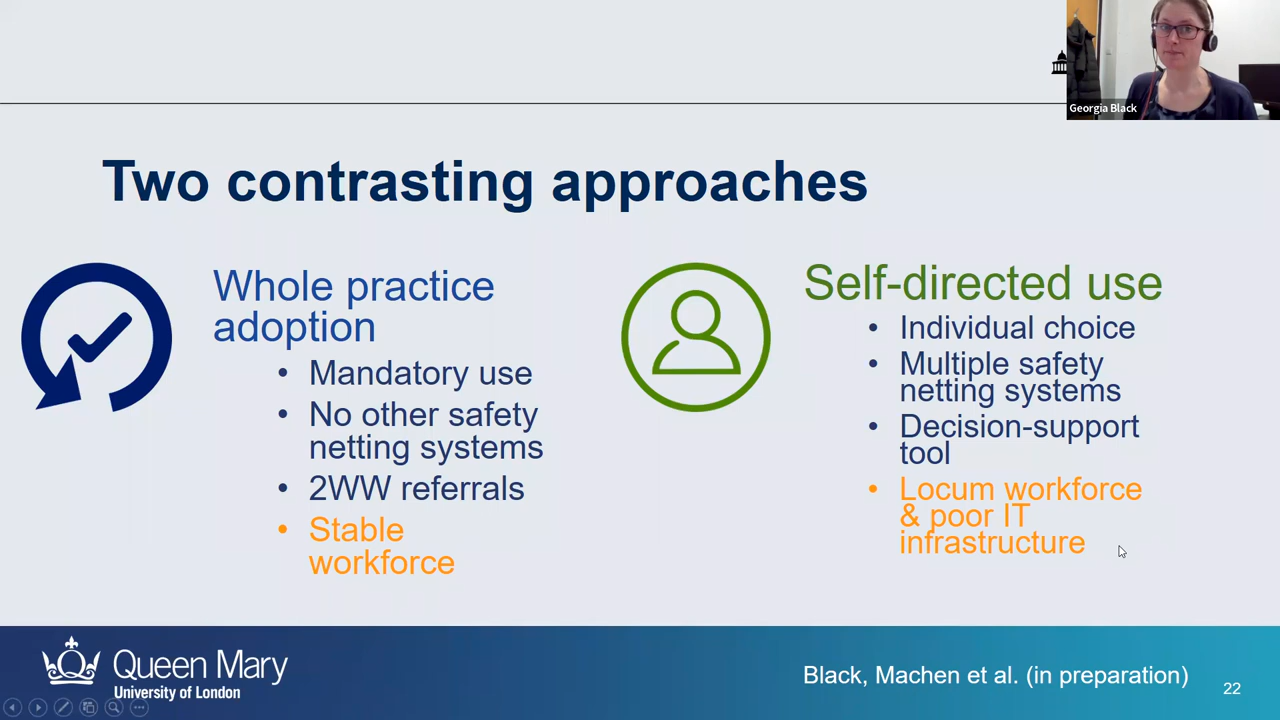 Georgia Black
Two contrasting approaches
Whole practice
adoption
• Mandatory use
• No other safety
netting systems
• 2WW referrals
• Stable
workforce
Self-directed use
• Individual choice
• Multiple safety
netting systems
• Decision-support
tool
• Locum workforce
& poor IT
infrastructure
Queen Mary
University of London
Black, Machen et al. (in preparation)
22